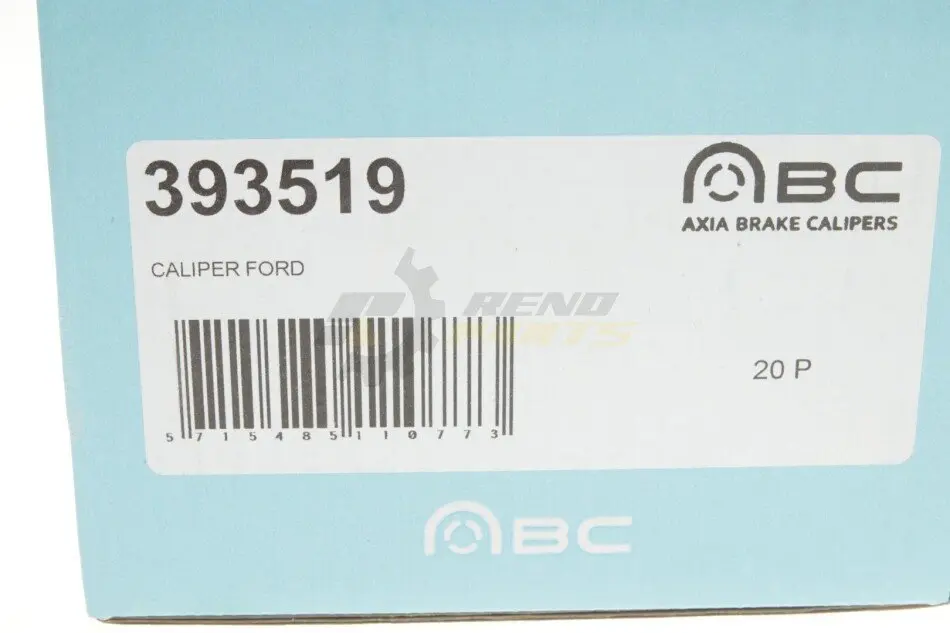 393519
ABC
AXIA BRAKE CALIPERS
CALIPER FORD
RENO
PARTS
20 P
5 715485 110773
ABC